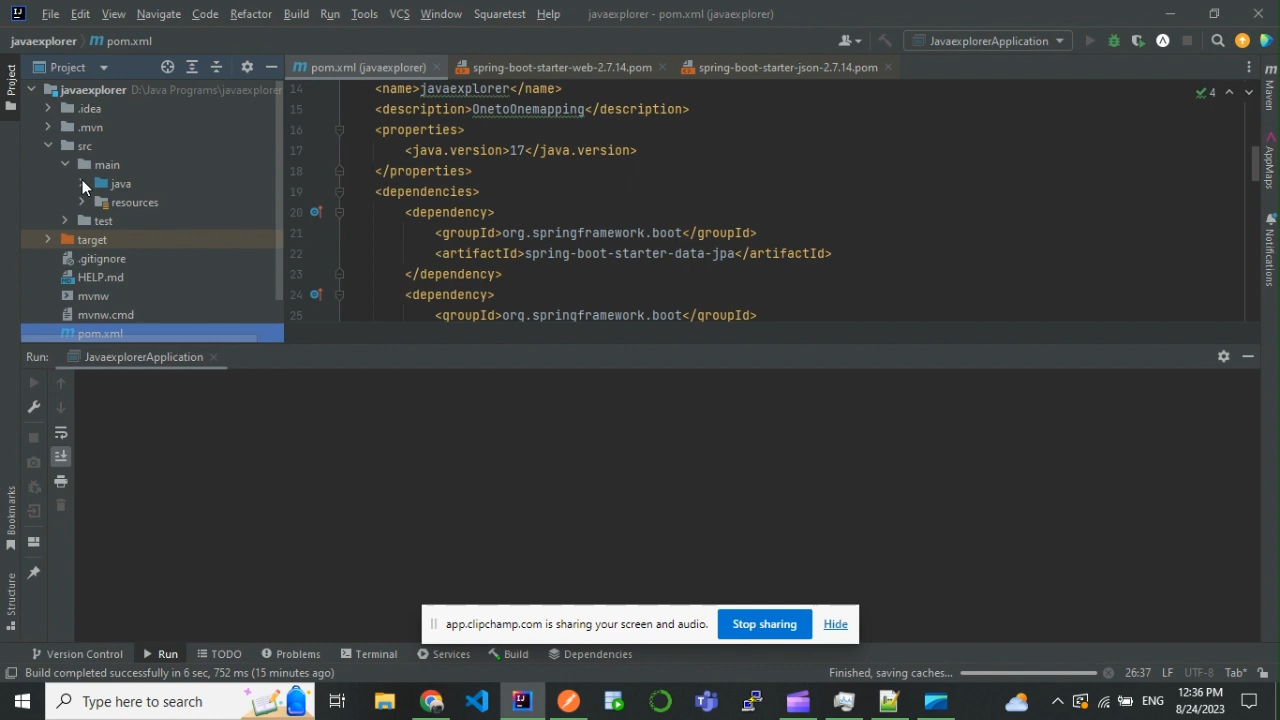 File Edit View Navigate Code Refactor Build Run Tools VCS Window Squaretest Help javaexplorer - pom.xml (javaexplorer)
javaexplorer pom.xml JavaexplorerApplication
Project pom.xml (javaexplorer) spring-boot-starter-web-2.7.14.pom spring-boot-starter-json-2.7.14.pom
Project
Maven
AppMaps
Notifications
Bookmarks
Structure
javaexplorer D:\Java Programs\javaexplorer
.idea
.mvn
src
main
java
resources
test
target
.gitignore
HELP.md
mvnw
mvnw.cmd
pom.xml
4
14 <name>javaexplorer</name>
15 <description>OnetoOnemapping</description>
16 <properties>
17 <java.version>17</java.version>
18 </properties>
19 <dependencies>
20 <dependency>
21 <groupId>org.springframework.boot</groupId>
22 <artifactId>spring-boot-starter-data-jpa</artifactId>
23 </dependency>
24 <dependency>
25 <groupId>org.springframework.boot</groupId>
Run: JavaexplorerApplication
app.clipchamp.com is sharing your screen and audio. Stop sharing Hide
Version Control Run TODO Problems Terminal Services Build Dependencies
Build completed successfully in 6 sec, 752 ms (15 minutes ago) Finished, saving caches... 26:37 LF UTF-8 Tab*
Type here to search ENG 12:36 PM
8/24/2023